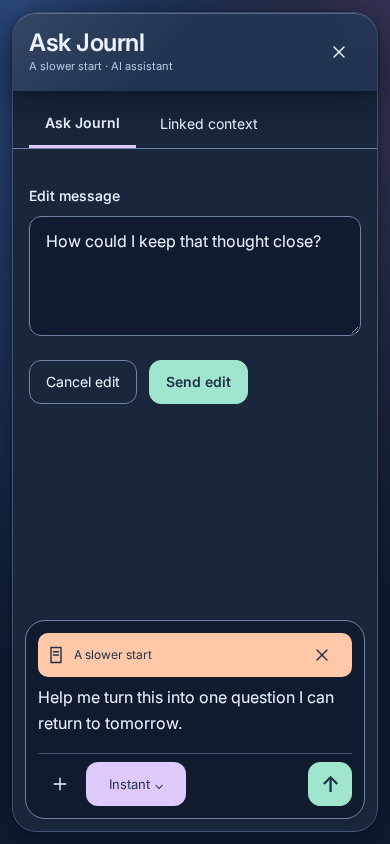 Ask Journl
A slower start · AI assistant
Ask Journl
Linked context
Edit message
How could I keep that thought close?
Cancel edit
Send edit
A slower start
Help me turn this into one question I can
return to tomorrow.
Instant